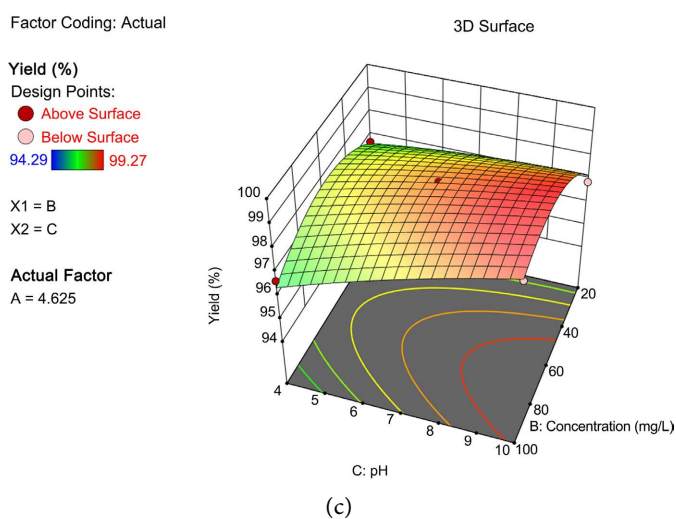 Factor Coding: Actual
3D Surface
Yield (%)
Design Points:
Above Surface
Below Surface
94.29 99.27
X1 = B
X2 = C
Actual Factor
A = 4.625
100
99
98
97
96
95
94
Yield (%)
4
5
6
7
8
9
10
C: pH
20
40
60
80
100
B: Concentration (mg/L)
(c)